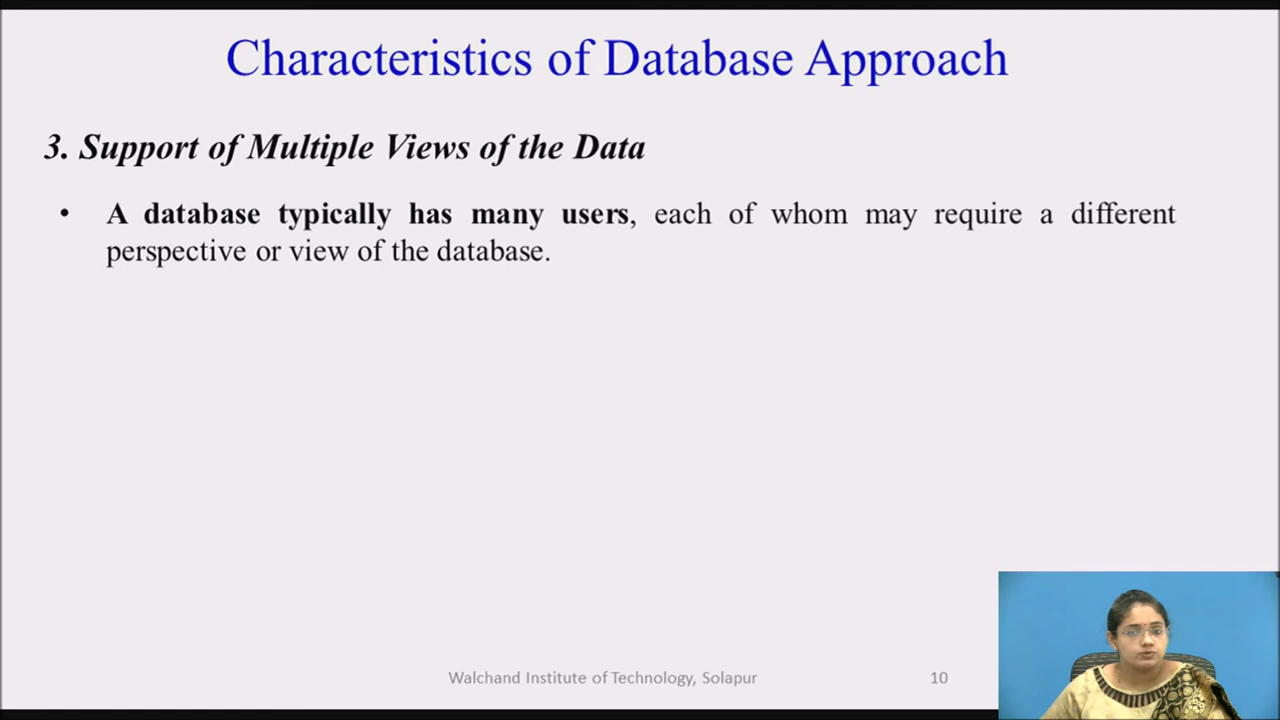 Characteristics of Database Approach
3. Support of Multiple Views of the Data
• A database typically has many users, each of whom may require a different
perspective or view of the database.
Walchand Institute of Technology, Solapur
10